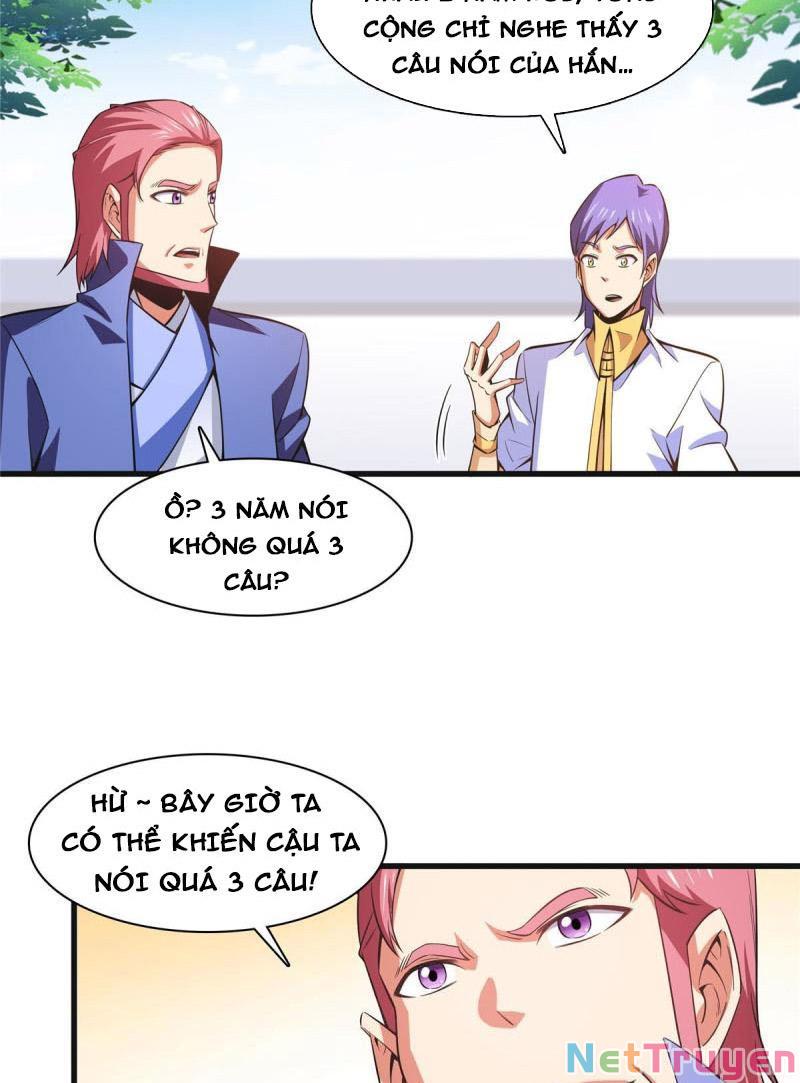 CỘNG CHỈ NGHE THẤY 3
CÂU NÓI CỦA HẮN...
Ồ? 3 NĂM NÓI
KHÔNG QUÁ 3
CÂU?
HỪ ~ BÂY GIỜ TA
CÓ THỂ KHIẾN CẬU TA
NÓI QUÁ 3 CÂU!
NetTruyen